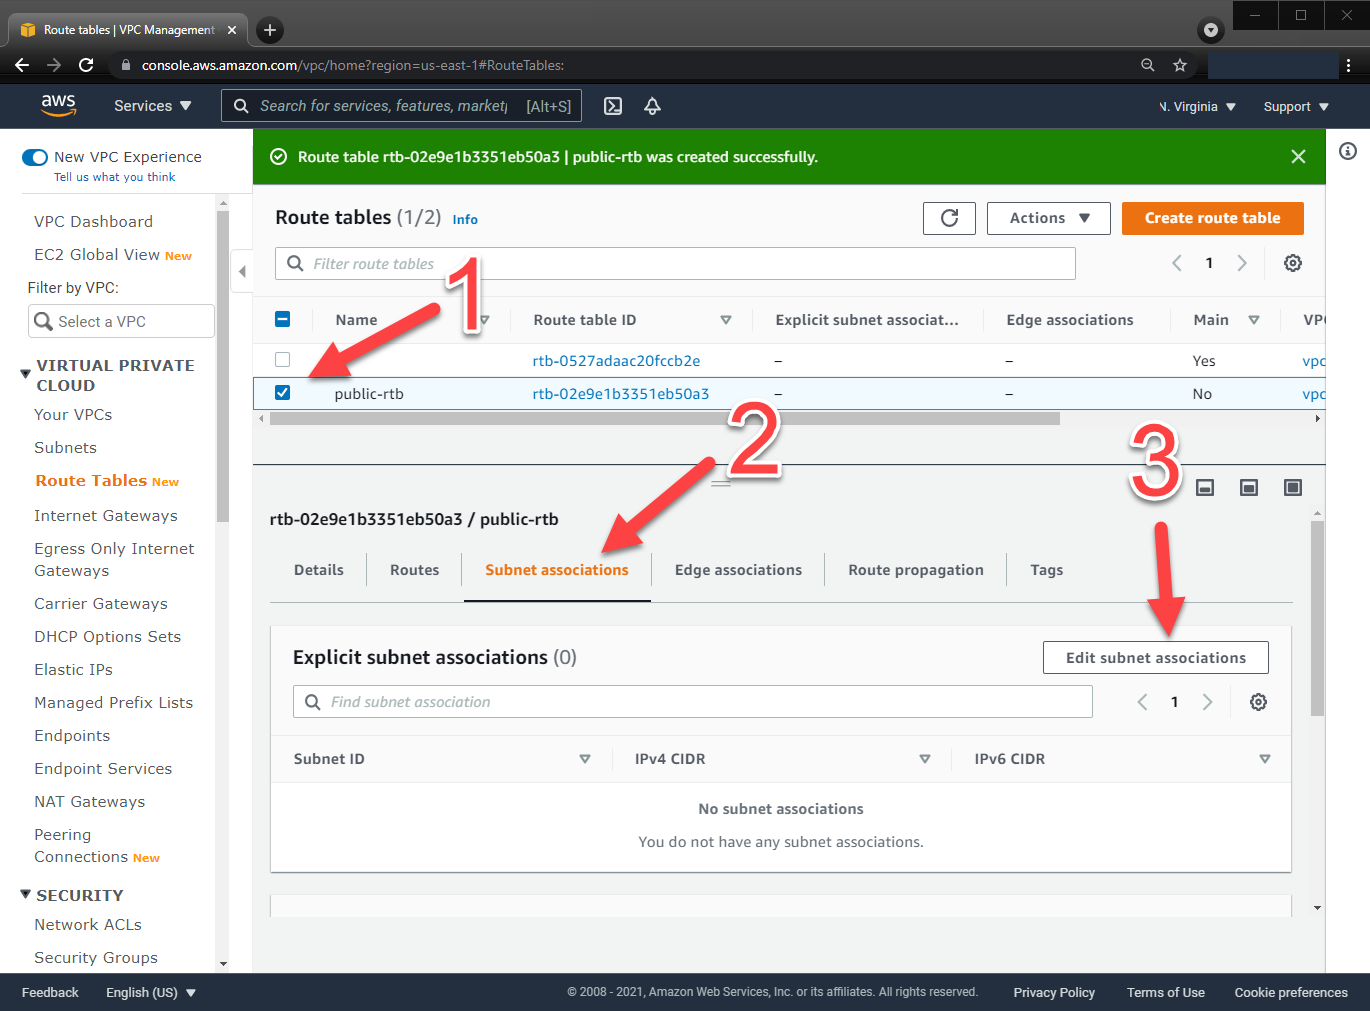 Route tables | VPC Management
console.aws.amazon.com/vpc/home?region=us-east-1#RouteTables:
aws
Services
Search for services, features, market
[Alt+S]
N. Virginia
Support
New VPC Experience
Tell us what you think
Route table rtb-02e9e1b3351eb50a3 | public-rtb was created successfully.
VPC Dashboard
EC2 Global View New
Filter by VPC:
Select a VPC
VIRTUAL PRIVATE
CLOUD
Your VPCs
Subnets
Route Tables New
Internet Gateways
Egress Only Internet
Gateways
Carrier Gateways
DHCP Options Sets
Elastic IPs
Managed Prefix Lists
Endpoints
Endpoint Services
NAT Gateways
Peering
Connections New
SECURITY
Network ACLs
Security Groups
Route tables (1/2) Info
Actions
Create route table
Filter route tables
1
1
Name Route table ID Explicit subnet associat... Edge associations Main VPC
rtb-0527adaac20fccb2e – – Yes vpc
public-rtb rtb-02e9e1b3351eb50a3 – – No vpc
2
3
rtb-02e9e1b3351eb50a3 / public-rtb
Details Routes Subnet associations Edge associations Route propagation Tags
Explicit subnet associations (0)
Edit subnet associations
Find subnet association
1
Subnet ID IPv4 CIDR IPv6 CIDR
No subnet associations
You do not have any subnet associations.
Feedback English (US) © 2008 - 2021, Amazon Web Services, Inc. or its affiliates. All rights reserved. Privacy Policy Terms of Use Cookie preferences